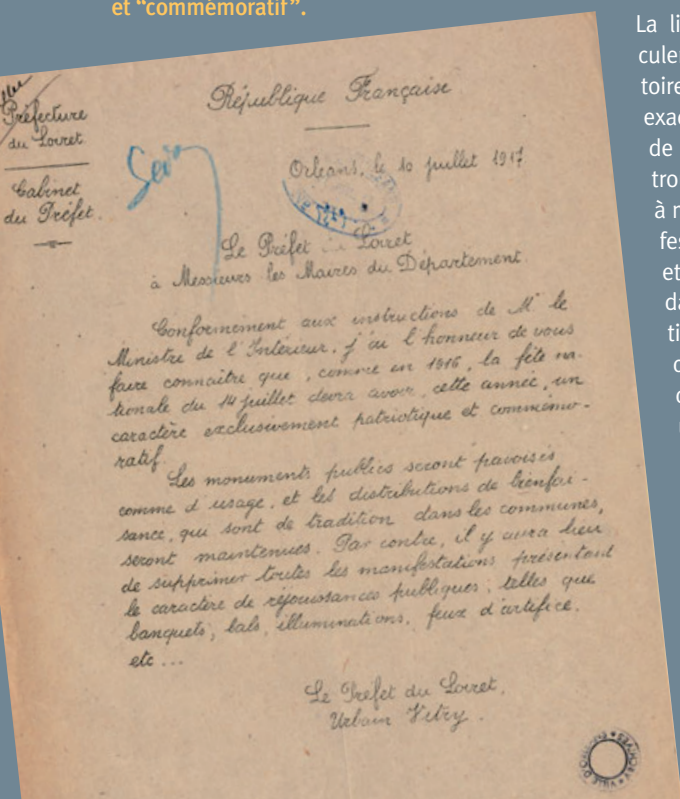 et “commémoratif”.
Préfecture
du Loiret
Cabinet
du Préfet.
République Française
Orléans, le 10 juillet 1917
Le Préfet du Loiret
à Messieurs les Maires du Département.
Conformément aux instructions de Mr le
Ministre de l'Intérieur, j'ai l'honneur de vous
faire connaître que, comme en 1916, la fête na-
tionale du 14 juillet devra avoir, cette année, un
caractère exclusivement patriotique et commémo-
ratif.
Les monuments publics seront pavoisés
comme d'usage, et les distributions de bienfai-
sance, qui sont de tradition dans les communes,
seront maintenues. Par contre, il y aura lieu
de supprimer toutes les manifestations présentant
le caractère de réjouissances publiques, telles que
banquets, bals, illuminations, feux d'artifice,
etc...
Le Préfet du Loiret,
Urbain Vitry.
La li
culer
toire
exac
de
tro
à n
fes
et
da
ti